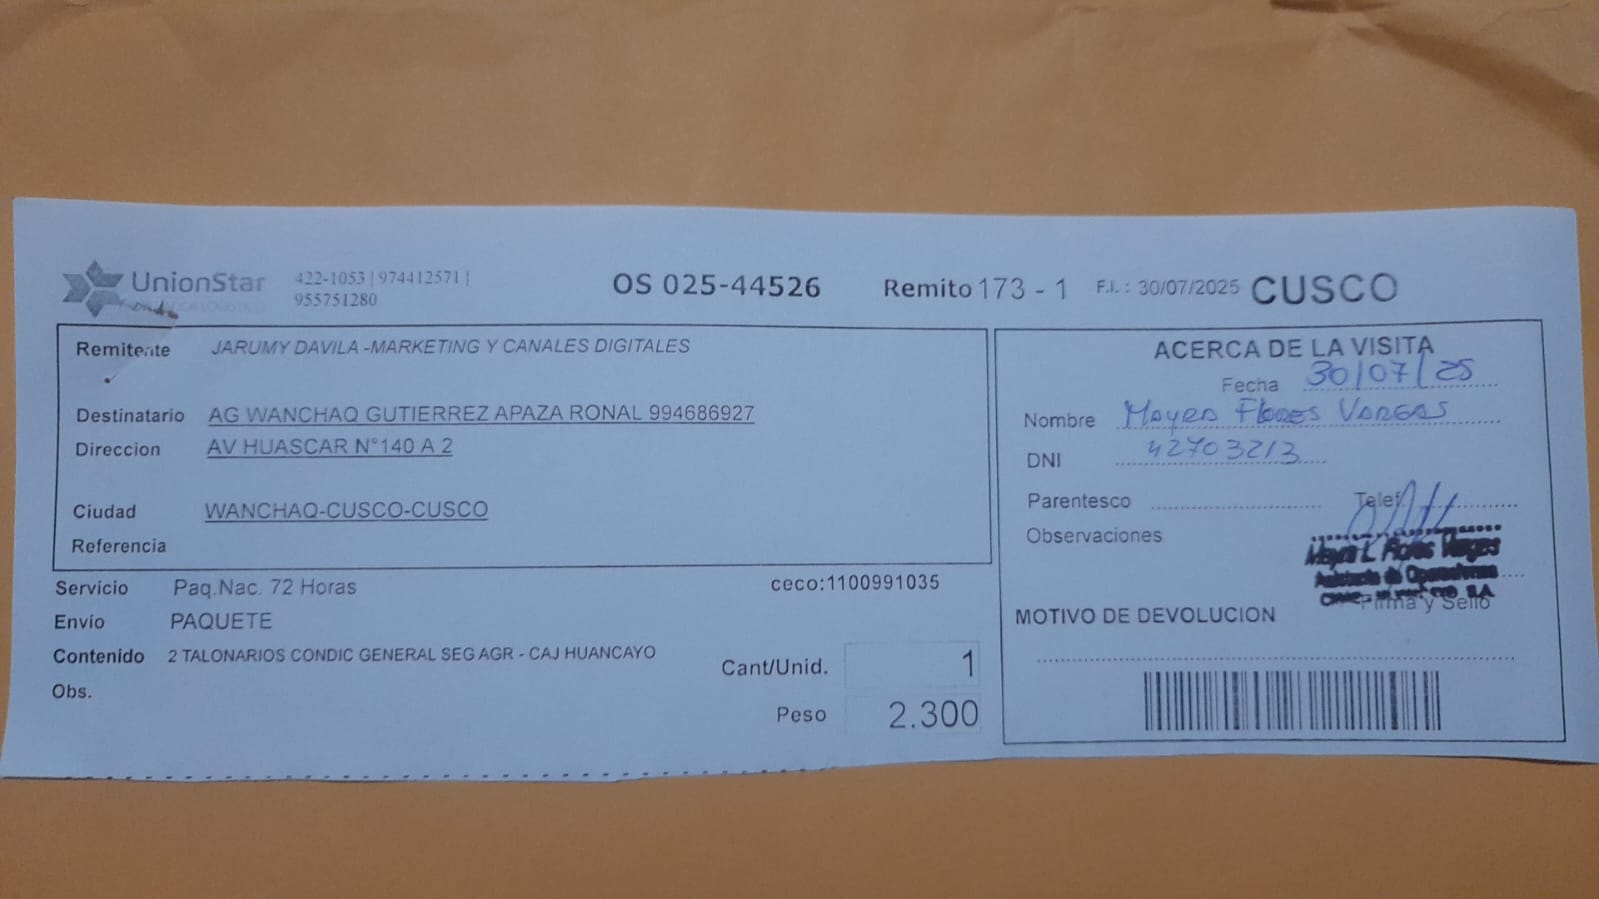 UnionStar
422-1053 | 974412571 |
955751280
OS 025-44526
Remito 173 - 1
F.I. : 30/07/2025
CUSCO
Remitente JARUMY DAVILA -MARKETING Y CANALES DIGITALES
Destinatario AG WANCHAQ GUTIERREZ APAZA RONAL 994686927
Direccion AV HUASCAR N°140 A 2
Ciudad WANCHAQ-CUSCO-CUSCO
Referencia
Servicio Paq.Nac. 72 Horas
ceco:1100991035
Envio PAQUETE
Contenido 2 TALONARIOS CONDIC GENERAL SEG AGR - CAJ HUANCAYO
Obs.
Cant/Unid. 1
Peso 2.300
ACERCA DE LA VISITA
Fecha 30/07/25
Nombre Mayra Flores Vargas
DNI 42703213
Parentesco Telef
Observaciones
Mayra L. Flores Vargas
Asistente de Operaciones
S.A.
Firma y Sello
MOTIVO DE DEVOLUCION